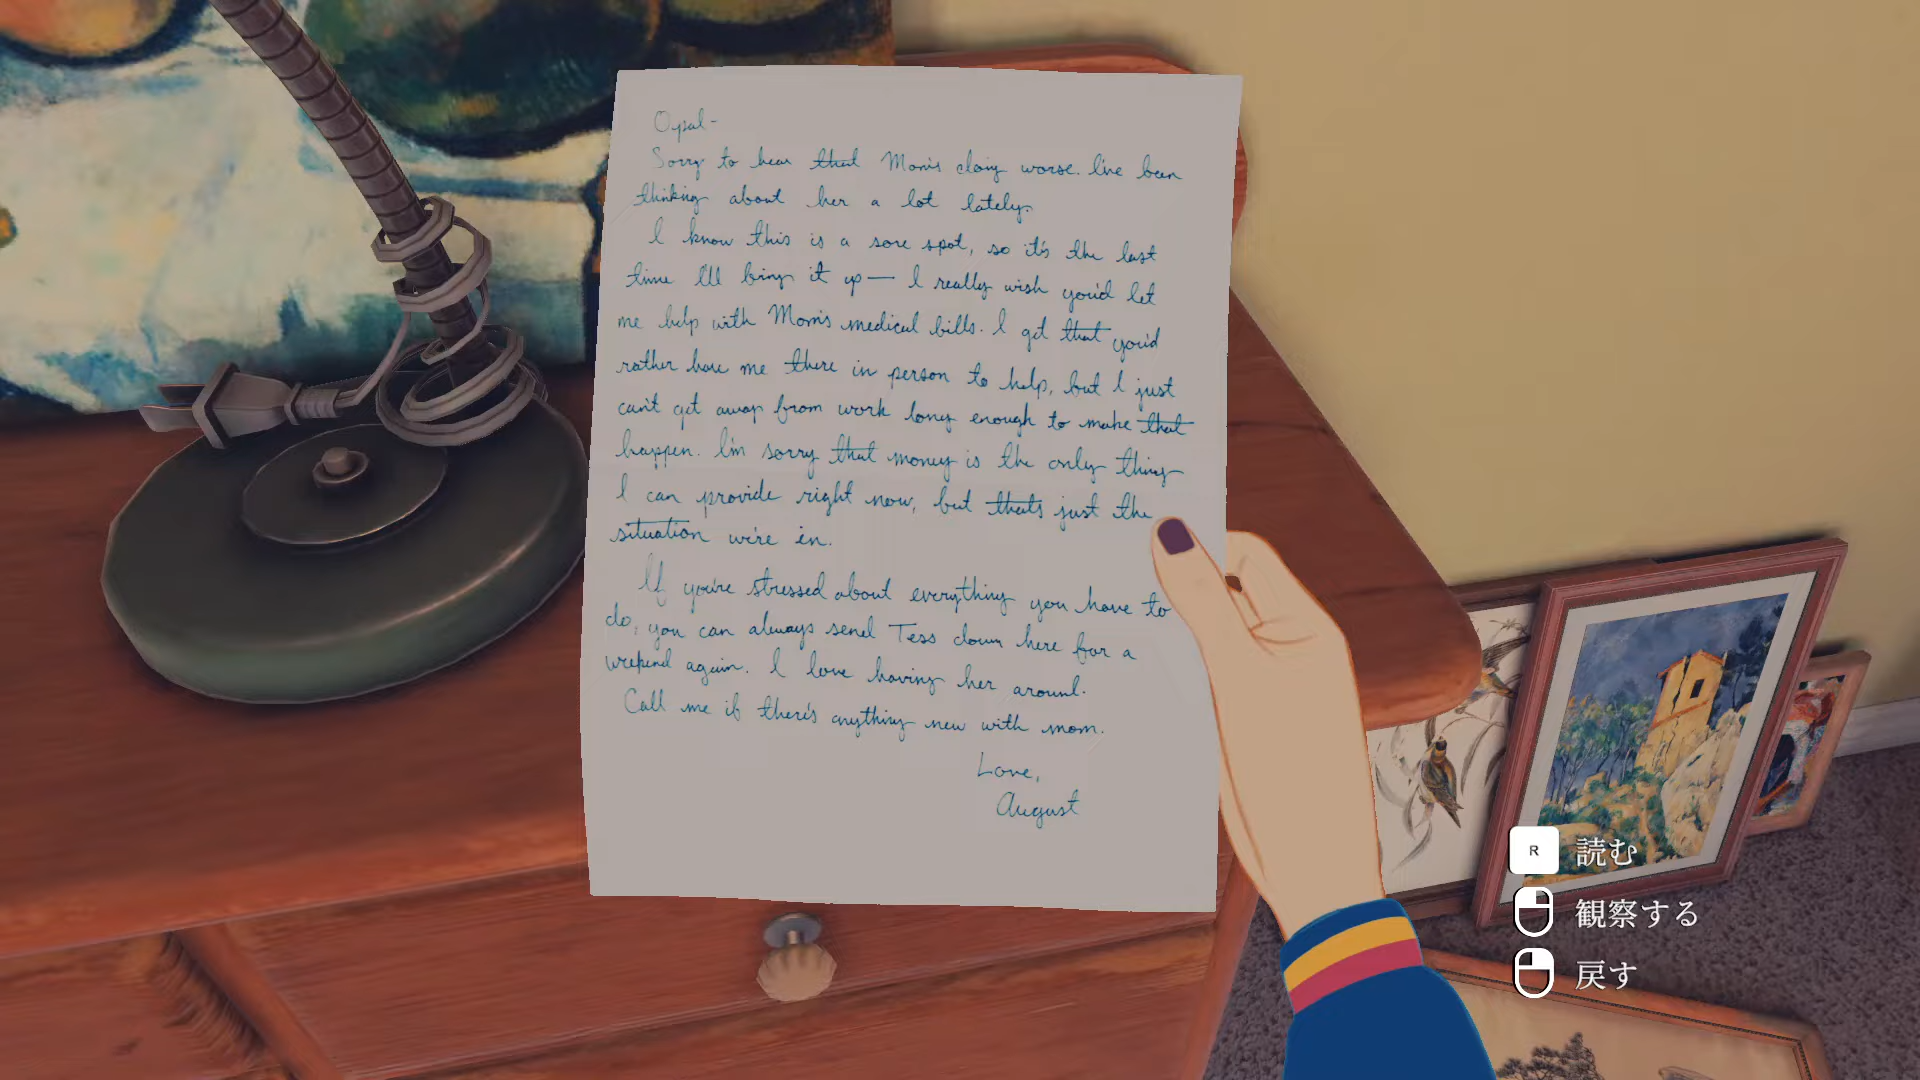 Opal-
Sorry to hear that Mom's doing worse. I've been
thinking about her a lot lately.
I know this is a sore spot, so it's the last
time I'll bring it up — I really wish you'd let
me help with Mom's medical bills. I get that you'd
rather have me there in person to help, but I just
can't get away from work long enough to make that
happen. I'm sorry that money is the only thing
I can provide right now, but that's just the
situation we're in.
If you're stressed about everything you have to
do, you can always send Tess down here for a
weekend again. I love having her around.
Call me if there's anything new with mom.
Love,
August
R 読む
観察する
戻す